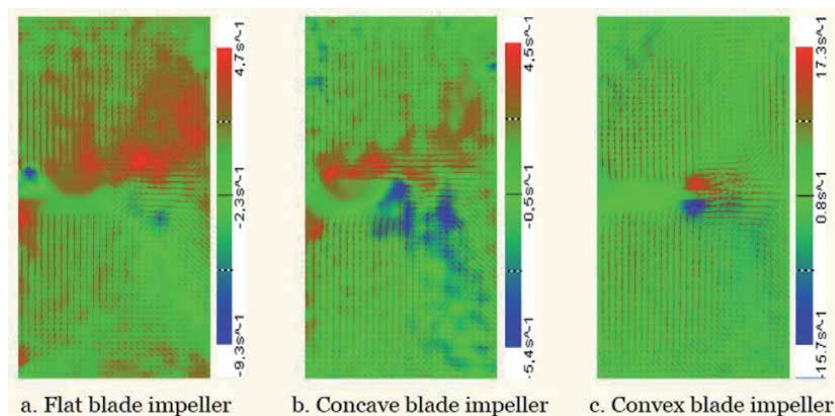 4.7s^-1
-2.3s^-1
-9.3s^-1
4.5s^-1
-0.5s^-1
-5.4s^-1
17.3s^-1
0.8s^-1
-15.7s^-1
a. Flat blade impeller
b. Concave blade impeller
c. Convex blade impeller